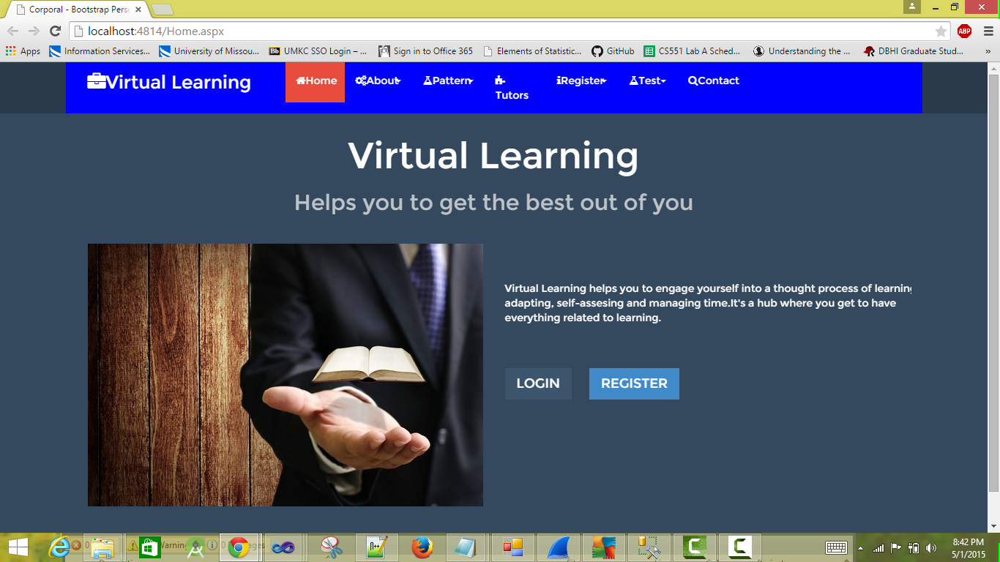 Corporal - Bootstrap Pers
localhost:4814/Home.aspx
ABP
Apps Information Services... University of Missou... Bb UMKC SSO Login – ... Sign in to Office 365 Elements of Statistic... GitHub CS551 Lab A Sched... Understanding the ... DBHI Graduate Stud... »
Virtual Learning Home About Pattern Tutors Register Test Contact
Virtual Learning
Helps you to get the best out of you
Virtual Learning helps you to engage yourself into a thought process of learning
adapting, self-assesing and managing time.It's a hub where you get to have
everything related to learning.
LOGIN REGISTER
8:42 PM
5/1/2015